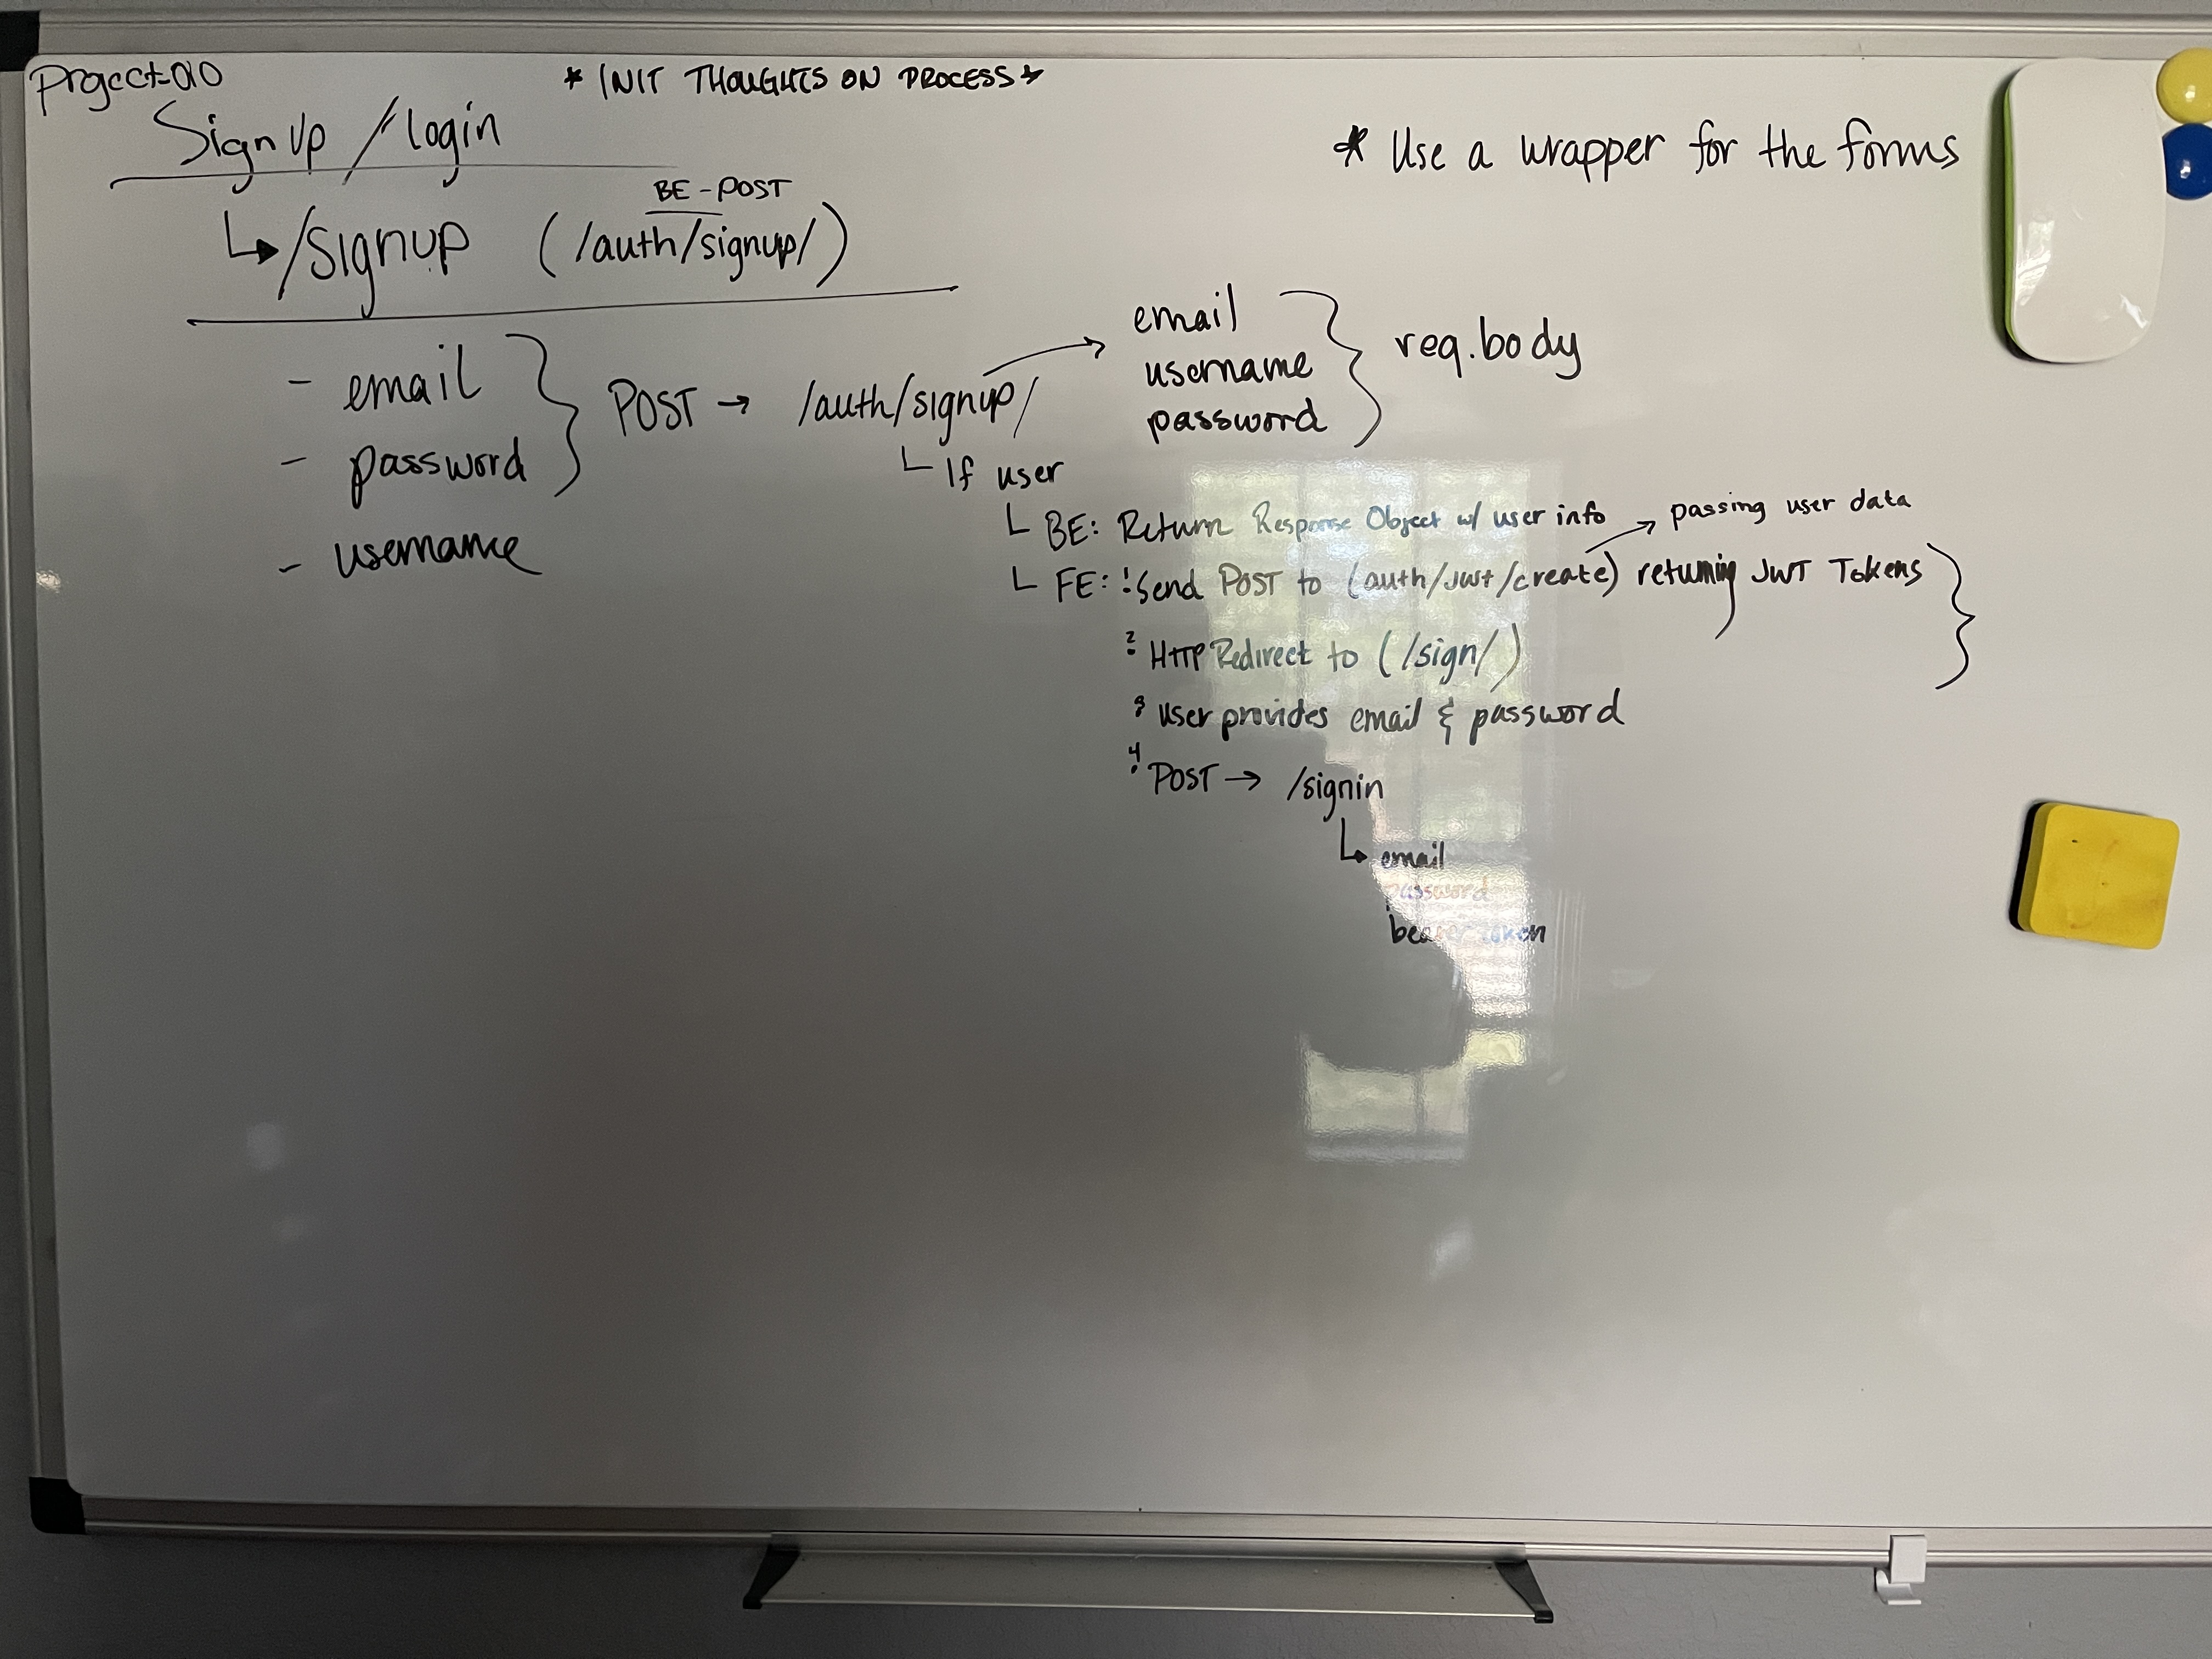 * INIT THOUGHTS ON PROCESS *
Sign Up / login
* Use a wrapper for the forms
BE - POST
↳ /signup ( /auth/signup/ )
- email
- password
- username
POST → /auth/signup/
email
username
password
req.body
If user
BE: Return Response Object w/ user info
passing user data
FE: 1. Send POST to (auth/jwt/create) returning JWT Tokens
2. HTTP Redirect to (/sign/)
3. User provides email & password
4. POST → /signin
↳ email
password
bearer token